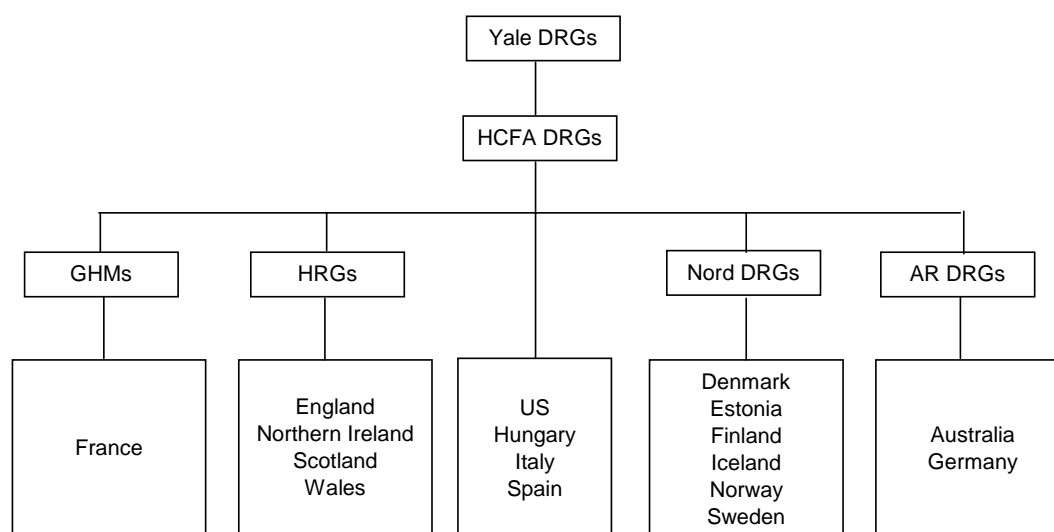 Yale DRGs
HCFA DRGs
GHMs
HRGs
Nord DRGs
AR DRGs
France
England
Northern Ireland
Scotland
Wales
US
Hungary
Italy
Spain
Denmark
Estonia
Finland
Iceland
Norway
Sweden
Australia
Germany